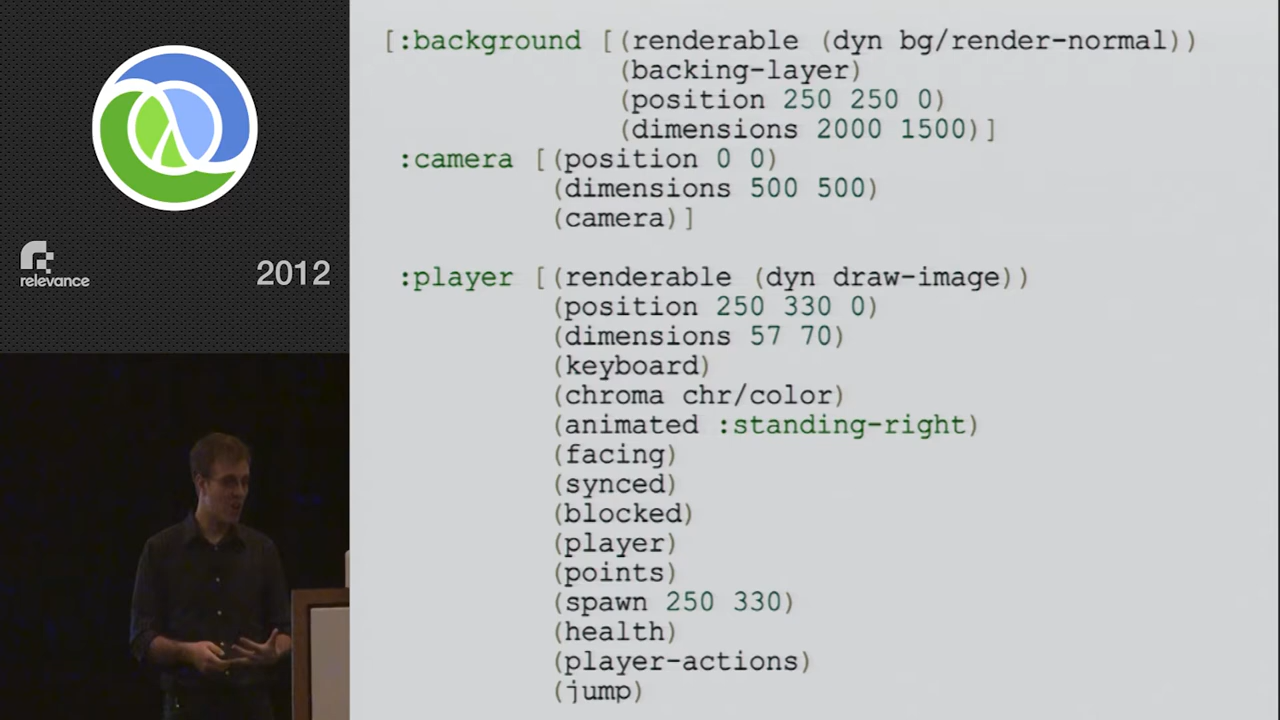 relevance
2012
[:background [(renderable (dyn bg/render-normal))
(backing-layer)
(position 250 250 0)
(dimensions 2000 1500)]
:camera [(position 0 0)
(dimensions 500 500)
(camera)]
:player [(renderable (dyn draw-image))
(position 250 330 0)
(dimensions 57 70)
(keyboard)
(chroma chr/color)
(animated :standing-right)
(facing)
(synced)
(blocked)
(player)
(points)
(spawn 250 330)
(health)
(player-actions)
(jump)